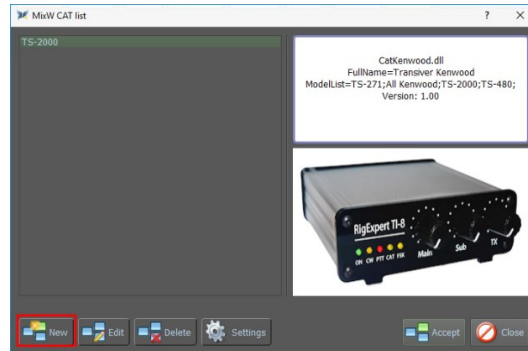 MixW CAT list
TS-2000
CatKenwood.dll
FullName=Transiver Kenwood
ModelList=TS-271;All Kenwood;TS-2000;TS-480;
Version: 1.00
RigExpert TI-8
ON CW PTT CAT FSK
Main
Sub
TX
New
Edit
Delete
Settings
Accept
Close